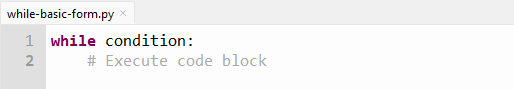 while-basic-form.py ×
1 while condition:
2     # Execute code block